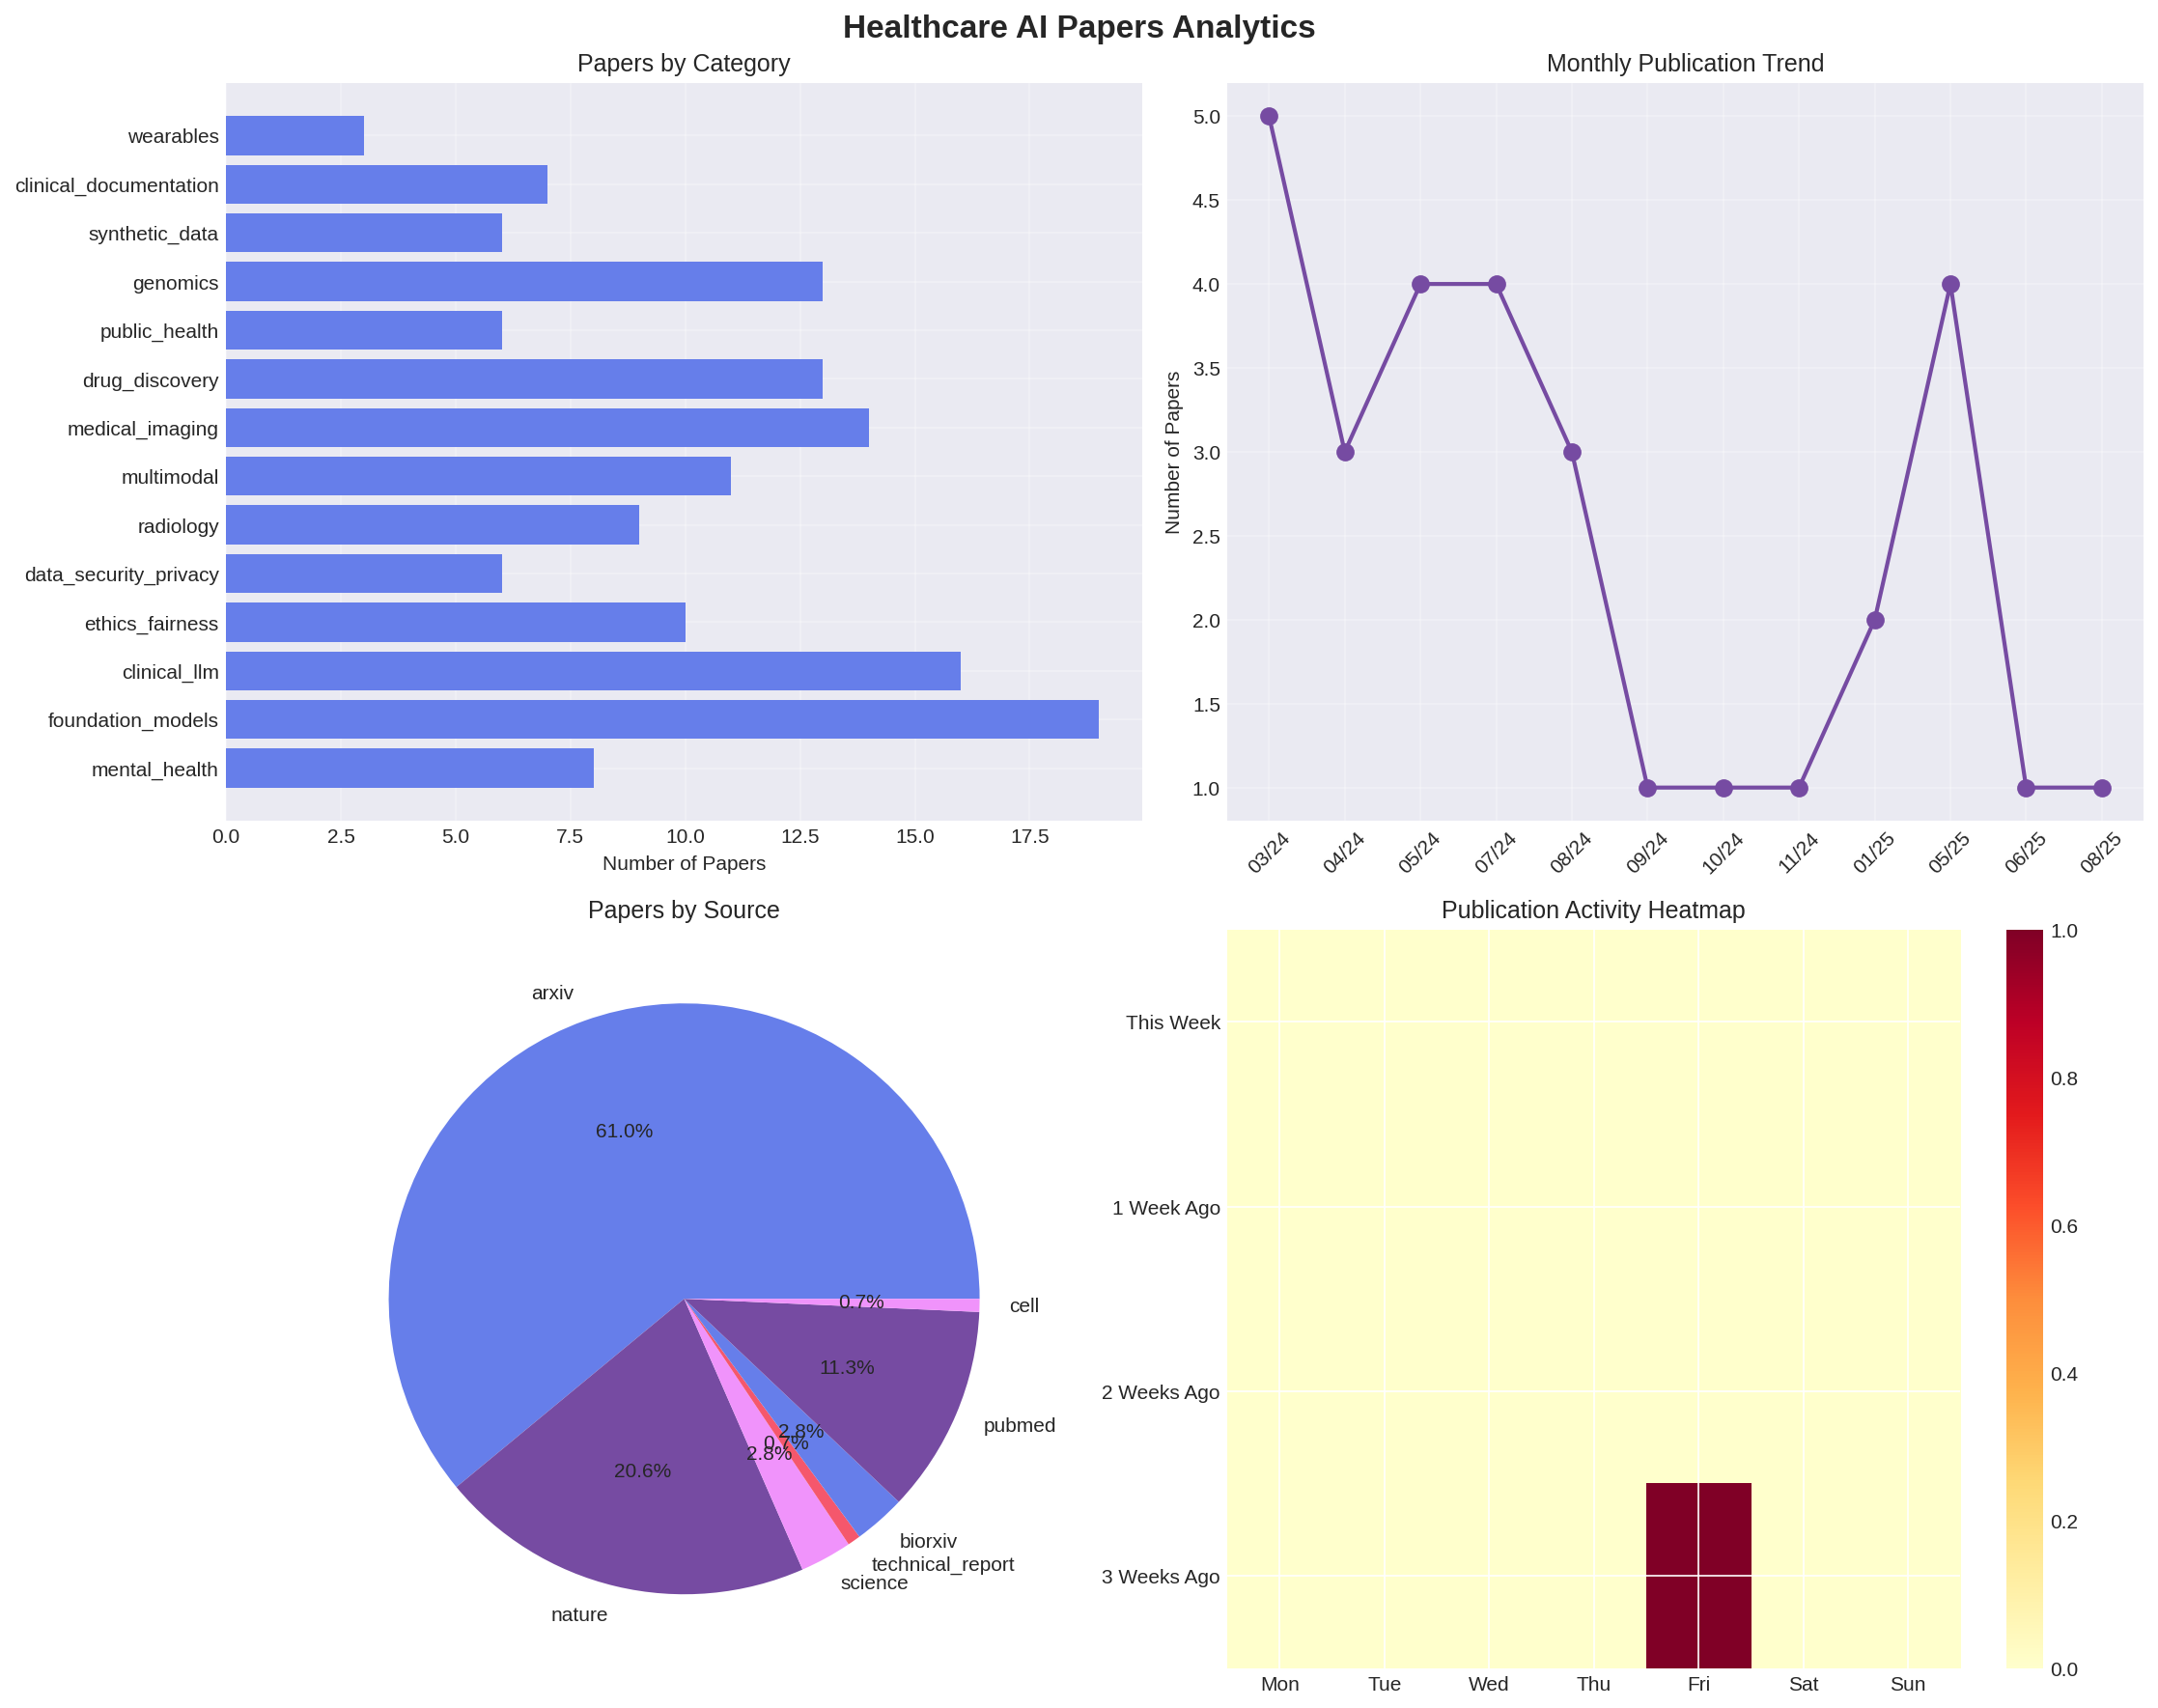 Healthcare AI Papers Analytics
Papers by Category
wearables
clinical_documentation
synthetic_data
genomics
public_health
drug_discovery
medical_imaging
multimodal
radiology
data_security_privacy
ethics_fairness
clinical_llm
foundation_models
mental_health
0.0 2.5 5.0 7.5 10.0 12.5 15.0 17.5
Number of Papers
Monthly Publication Trend
Number of Papers
5.0
4.5
4.0
3.5
3.0
2.5
2.0
1.5
1.0
03/24 04/24 05/24 07/24 08/24 09/24 10/24 11/24 01/25 05/25 06/25 08/25
Papers by Source
arxiv
61.0%
0.7%
cell
11.3%
pubmed
2.8%
0.7%
2.8%
20.6%
biorxiv
technical_report
science
nature
Publication Activity Heatmap
This Week
1 Week Ago
2 Weeks Ago
3 Weeks Ago
Mon Tue Wed Thu Fri Sat Sun
1.0
0.8
0.6
0.4
0.2
0.0